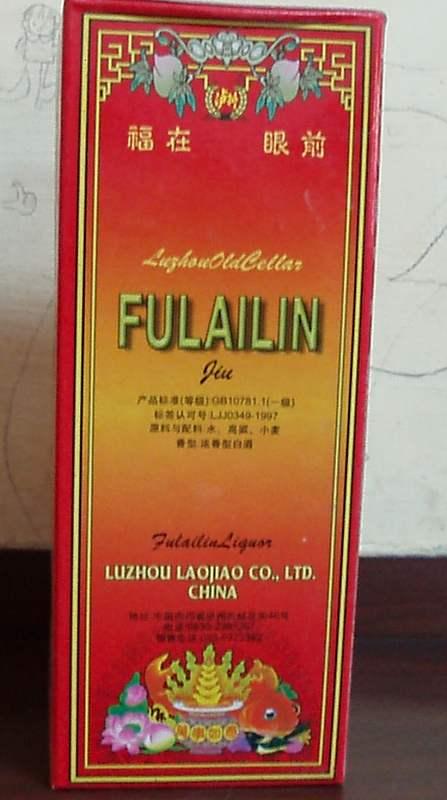 福在 眼前
LuzhouOldCellar
FULAILIN
Jiu
产品标准(等级):GB10781.1(一级)
标签认可号:LJJ0349-1997
原料与配料:水、高粱、小麦
香型:浓香型白酒
FulailinLiquor
LUZHOU LAOJIAO CO., LTD.
CHINA